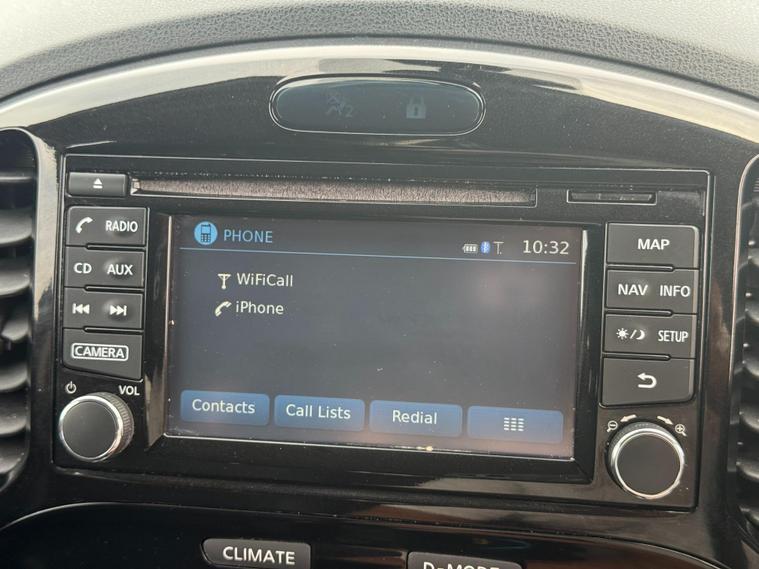 2
RADIO
CD AUX
CAMERA
VOL
PHONE
10:32
WiFiCall
iPhone
Contacts
Call Lists
Redial
MAP
NAV INFO
SETUP
CLIMATE
D-MODE